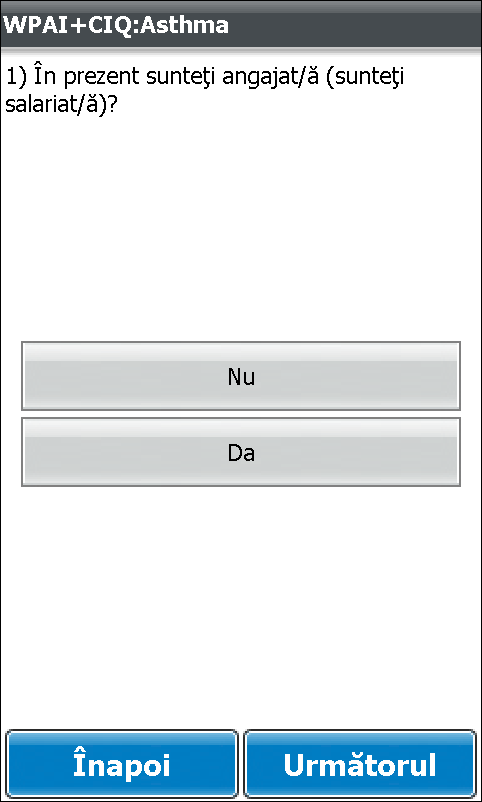 WPAI+CIQ:Asthma
1) În prezent sunteţi angajat/ă (sunteţi
salariat/ă)?
Nu
Da
Înapoi
Următorul